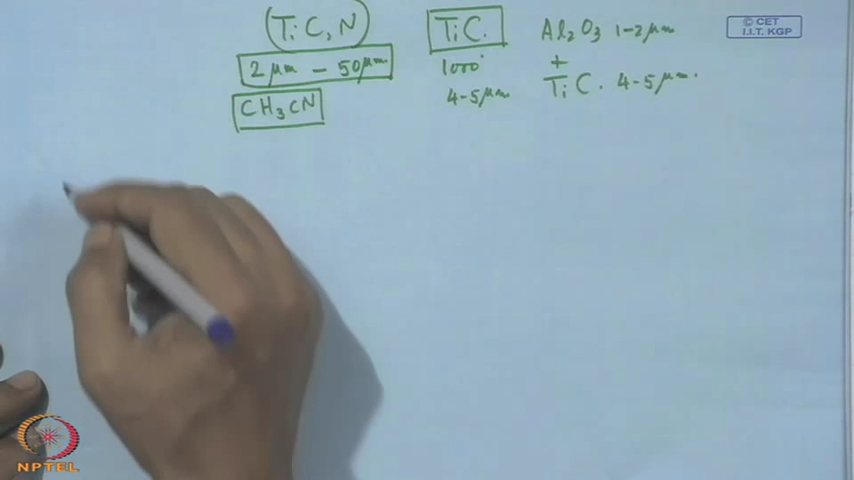 (TiC, N)
2 μm – 50 μm
CH₃CN
TiC.
1000°
4-5 μm
Al₂O₃ 1-2 μm
+
TiC. 4-5 μm.
© CET
I.I.T. KGP
NPTEL